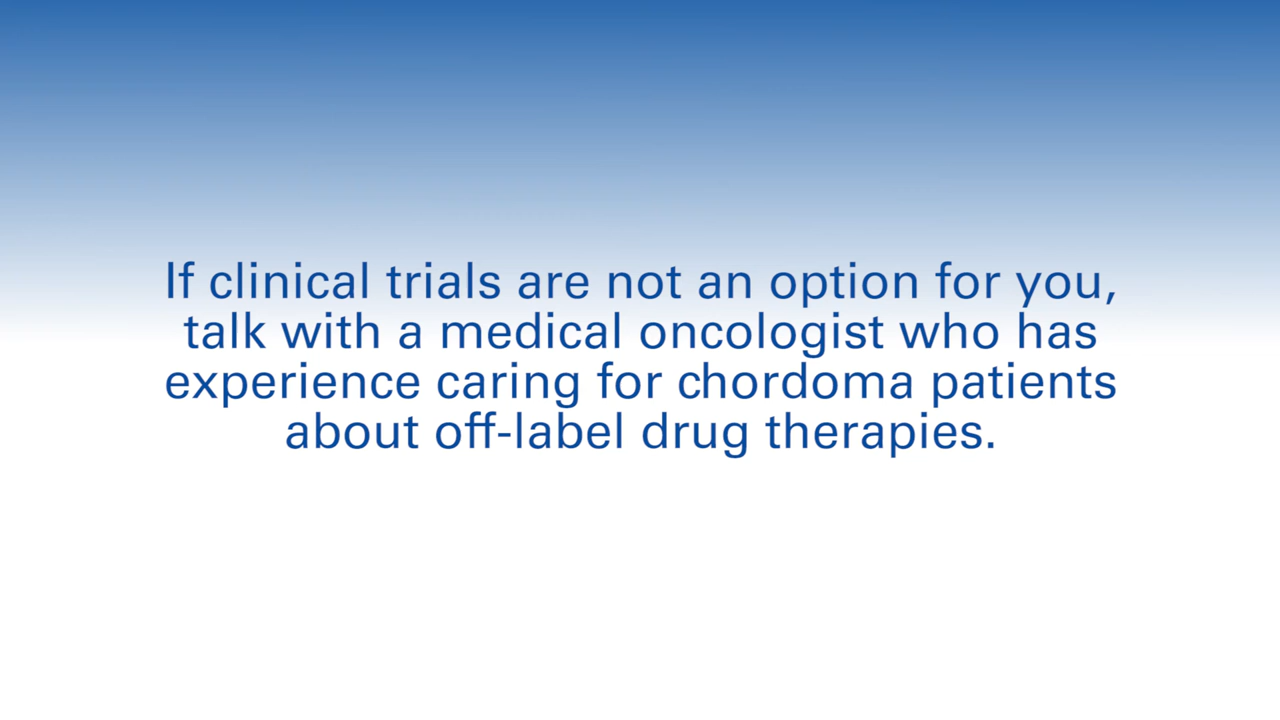 If clinical trials are not an option for you,
talk with a medical oncologist who has
experience caring for chordoma patients
about off-label drug therapies.